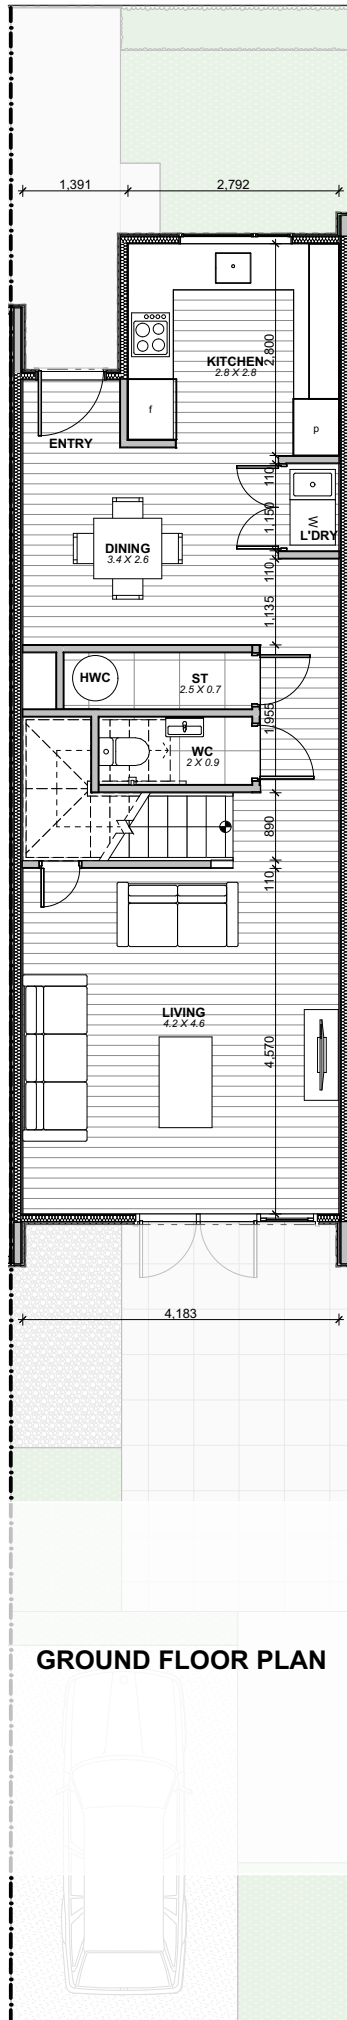 1,391
2,792
KITCHEN
2.8 X 2.8
2,800
f
p
ENTRY
110
1,150
W
L'DRY
DINING
3.4 X 2.6
110
1,135
HWC
ST
2.5 X 0.7
1,955
WC
2 X 0.9
890
110
LIVING
4.2 X 4.6
4,570
4,183
GROUND FLOOR PLAN